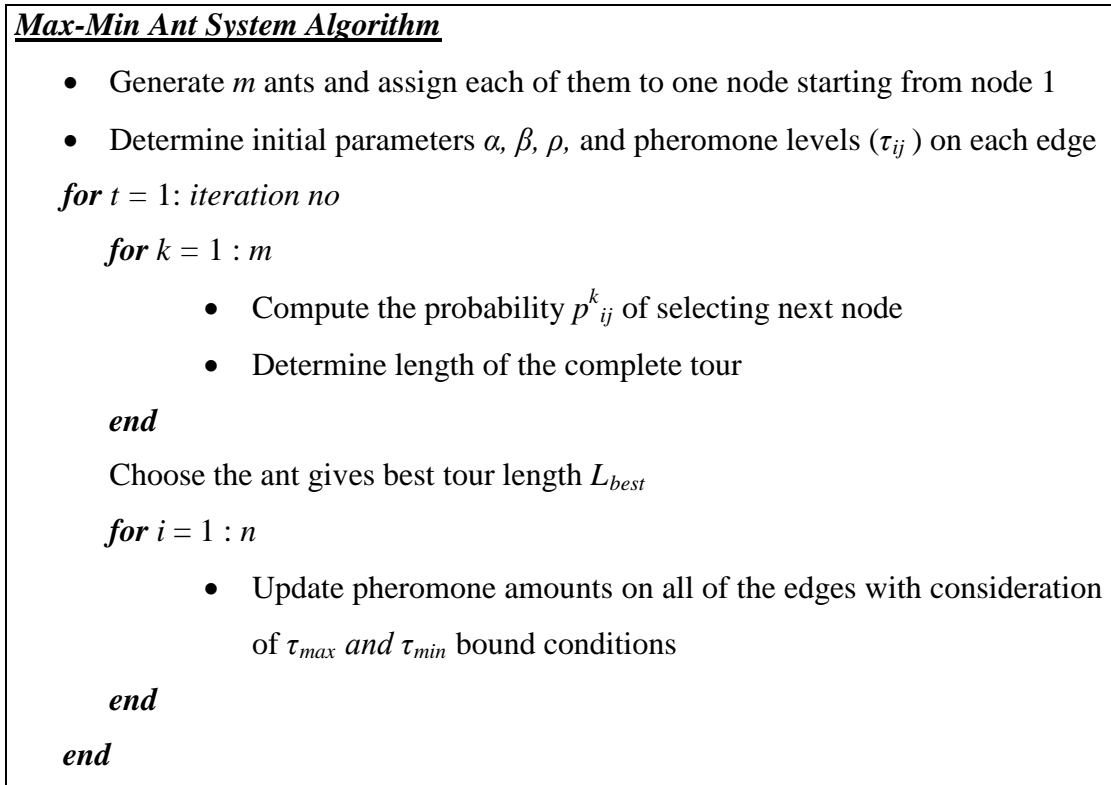 Max-Min Ant System Algorithm
• Generate m ants and assign each of them to one node starting from node 1
• Determine initial parameters α, β, ρ, and pheromone levels (τij ) on each edge
for t = 1: iteration no
for k = 1 : m
• Compute the probability p^k_ij of selecting next node
• Determine length of the complete tour
end
Choose the ant gives best tour length Lbest
for i = 1 : n
• Update pheromone amounts on all of the edges with consideration
of τmax and τmin bound conditions
end
end